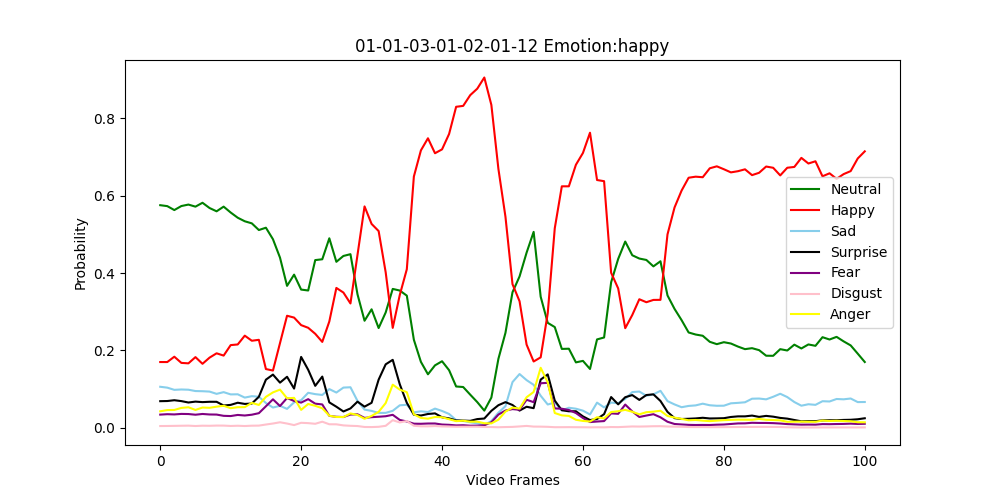 01-01-03-01-02-01-12 Emotion:happy
Probability
0.8
0.6
0.4
0.2
0.0
Neutral
Happy
Sad
Surprise
Fear
Disgust
Anger
0 20 40 60 80 100
Video Frames